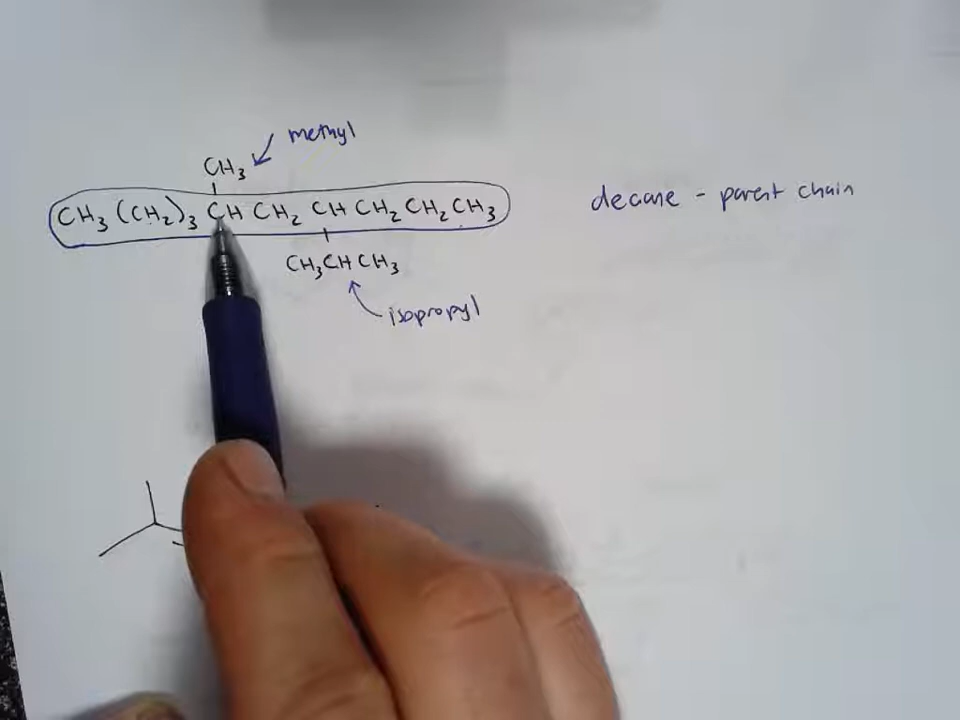 methyl
CH3
CH3(CH2)3CHCH2CHCH2CH2CH3
decane - parent chain
CH3CHCH3
isopropyl